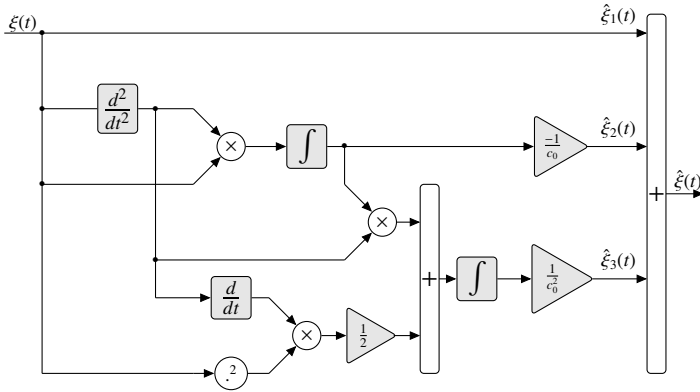 ξ(t)
ξ̂₁(t)
d²/dt²
×
∫
-1/c₀
ξ̂₂(t)
×
+
ξ̂(t)
+
∫
1/c₀²
ξ̂₃(t)
d/dt
×
1/2
.²